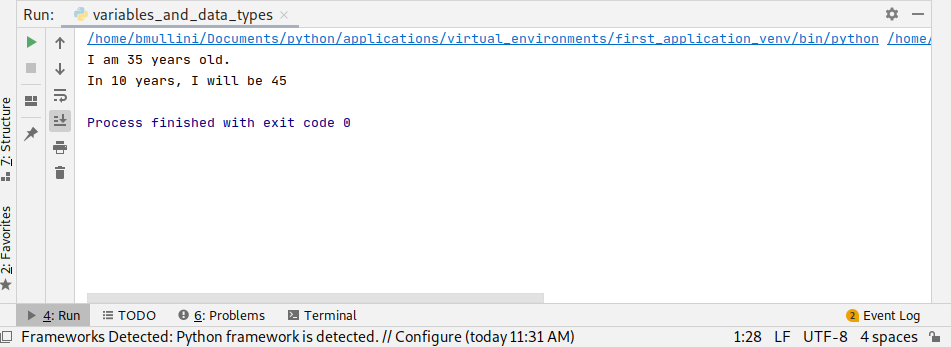 Run: variables_and_data_types
/home/bmullini/Documents/python/applications/virtual_environments/first_application_venv/bin/python /home/
I am 35 years old.
In 10 years, I will be 45
Process finished with exit code 0
7: Structure
2: Favorites
4: Run TODO 6: Problems Terminal 2 Event Log
Frameworks Detected: Python framework is detected. // Configure (today 11:31 AM) 1:28 LF UTF-8 4 spaces